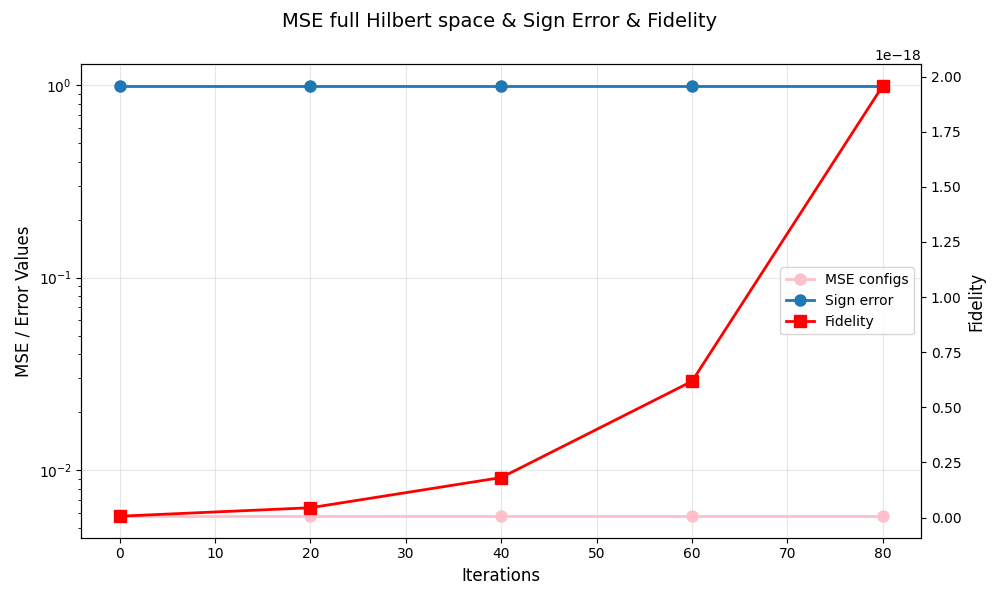 MSE full Hilbert space & Sign Error & Fidelity
1e−18
MSE / Error Values
10⁰
10⁻¹
10⁻²
2.00
1.75
1.50
1.25
1.00
0.75
0.50
0.25
0.00
Fidelity
MSE configs
Sign error
Fidelity
0 10 20 30 40 50 60 70 80
Iterations